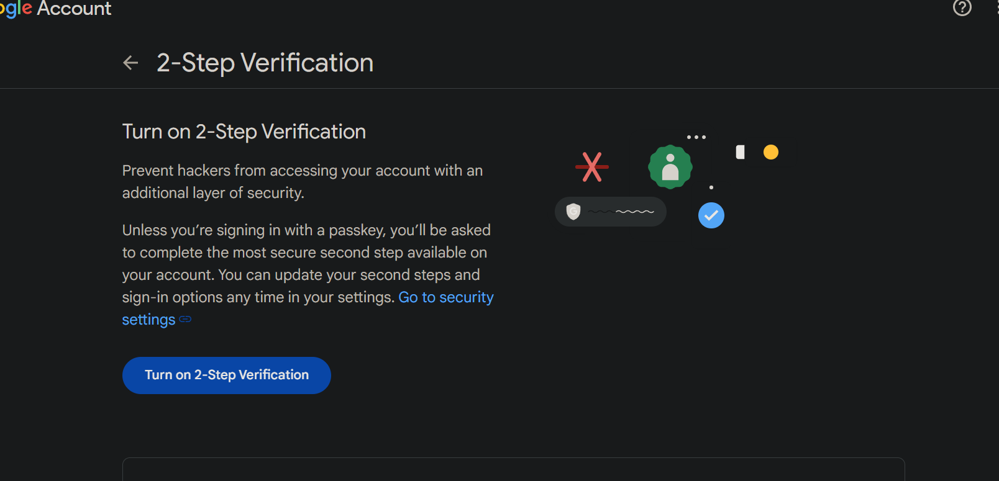 ogle Account
2-Step Verification
Turn on 2-Step Verification
Prevent hackers from accessing your account with an
additional layer of security.
Unless you’re signing in with a passkey, you’ll be asked
to complete the most secure second step available on
your account. You can update your second steps and
sign-in options any time in your settings. Go to security
settings
Turn on 2-Step Verification